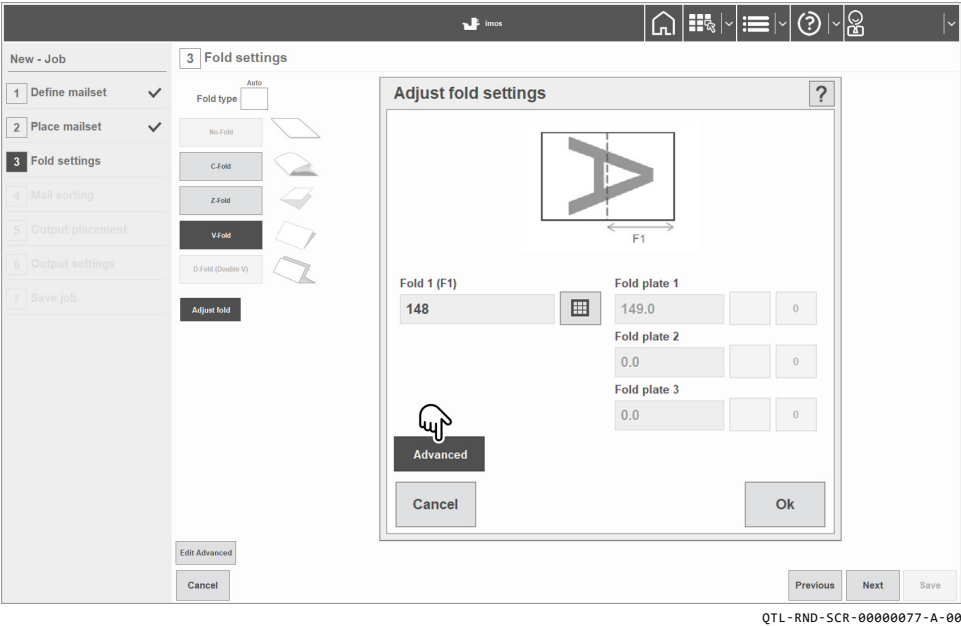 imos
?
New - Job
1 Define mailset
2 Place mailset
3 Fold settings
4 Mail sorting
5 Output placement
6 Output settings
7 Save job
3 Fold settings
Auto
Fold type
No-Fold
C-Fold
Z-Fold
V-Fold
D-Fold (Double V)
Adjust fold
Edit Advanced
Cancel
Adjust fold settings
?
A
F1
Fold 1 (F1)
148
Fold plate 1
149.0 0
Fold plate 2
0.0 0
Fold plate 3
0.0 0
Advanced
Cancel
Ok
Previous
Next
Save
QTL-RND-SCR-00000077-A-00